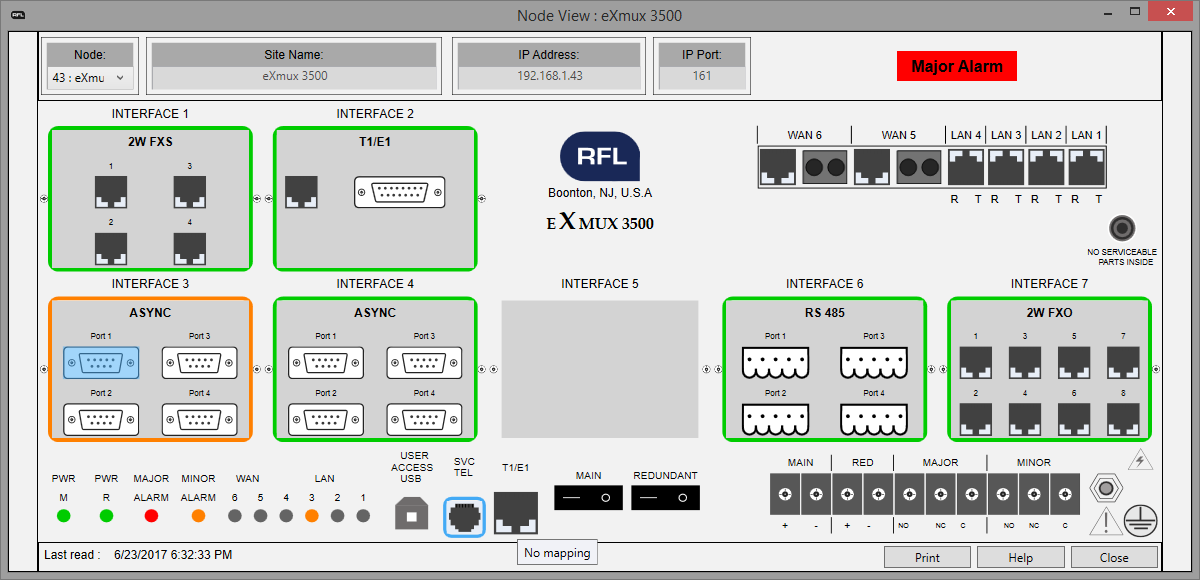 RFL
Node View : eXmux 3500
Node:
43 : eXmu
Site Name:
eXmux 3500
IP Address:
192.168.1.43
IP Port:
161
Major Alarm
INTERFACE 1
2W FXS
1
3
2
4
INTERFACE 2
T1/E1
RFL
Boonton, NJ, U.S.A
eXmux 3500
WAN 6
WAN 5
LAN 4
LAN 3
LAN 2
LAN 1
R T R T R T R T
NO SERVICEABLE
PARTS INSIDE
INTERFACE 3
ASYNC
Port 1
Port 3
Port 2
Port 4
INTERFACE 4
ASYNC
Port 1
Port 3
Port 2
Port 4
INTERFACE 5
INTERFACE 6
RS 485
Port 1
Port 3
Port 2
Port 4
INTERFACE 7
2W FXO
1 3 5 7
2 4 6 8
PWR
M
PWR
R
MAJOR
ALARM
MINOR
ALARM
WAN
6 5
LAN
4 3 2 1
USER
ACCESS
USB
SVC
TEL
T1/E1
MAIN
REDUNDANT
MAIN
RED
MAJOR
MINOR
+ - + - NO NC C NO NC C
Last read : 6/23/2017 6:32:33 PM
No mapping
Print
Help
Close